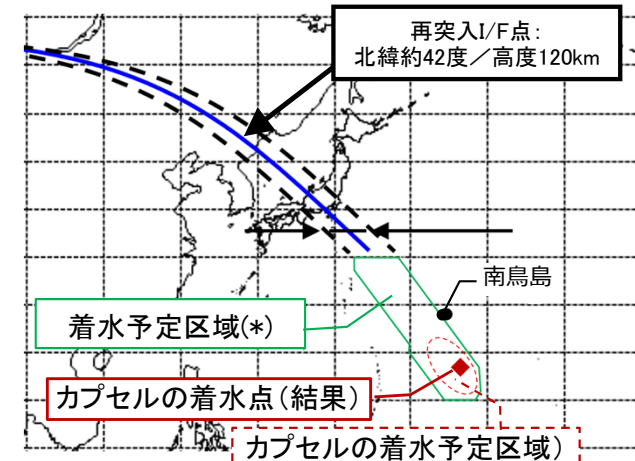 再突入I/F点:
北緯約42度／高度120km
南鳥島
着水予定区域(*)
カプセルの着水点（結果）
カプセルの着水予定区域）